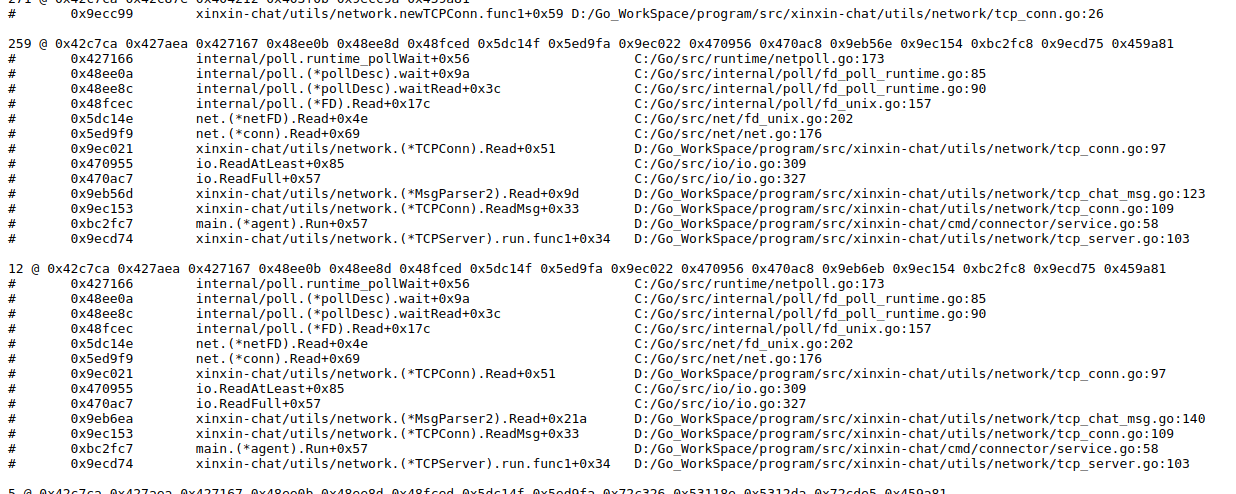 #	0x9ecc99	xinxin-chat/utils/network.newTCPConn.func1+0x59	D:/Go_WorkSpace/program/src/xinxin-chat/utils/network/tcp_conn.go:26
259 @ 0x42c7ca 0x427aea 0x427167 0x48ee0b 0x48ee8d 0x48fced 0x5dc14f 0x5ed9fa 0x9ec022 0x470956 0x470ac8 0x9eb56e 0x9ec154 0xbc2fc8 0x9ecd75 0x459a81
#	0x427166	internal/poll.runtime_pollWait+0x56	C:/Go/src/runtime/netpoll.go:173
#	0x48ee0a	internal/poll.(*pollDesc).wait+0x9a	C:/Go/src/internal/poll/fd_poll_runtime.go:85
#	0x48ee8c	internal/poll.(*pollDesc).waitRead+0x3c	C:/Go/src/internal/poll/fd_poll_runtime.go:90
#	0x48fcec	internal/poll.(*FD).Read+0x17c	C:/Go/src/internal/poll/fd_unix.go:157
#	0x5dc14e	net.(*netFD).Read+0x4e	C:/Go/src/net/fd_unix.go:202
#	0x5ed9f9	net.(*conn).Read+0x69	C:/Go/src/net/net.go:176
#	0x9ec021	xinxin-chat/utils/network.(*TCPConn).Read+0x51	D:/Go_WorkSpace/program/src/xinxin-chat/utils/network/tcp_conn.go:97
#	0x470955	io.ReadAtLeast+0x85	C:/Go/src/io/io.go:309
#	0x470ac7	io.ReadFull+0x57	C:/Go/src/io/io.go:327
#	0x9eb56d	xinxin-chat/utils/network.(*MsgParser2).Read+0x9d	D:/Go_WorkSpace/program/src/xinxin-chat/utils/network/tcp_chat_msg.go:123
#	0x9ec153	xinxin-chat/utils/network.(*TCPConn).ReadMsg+0x33	D:/Go_WorkSpace/program/src/xinxin-chat/utils/network/tcp_conn.go:109
#	0xbc2fc7	main.(*agent).Run+0x57	D:/Go_WorkSpace/program/src/xinxin-chat/cmd/connector/service.go:58
#	0x9ecd74	xinxin-chat/utils/network.(*TCPServer).run.func1+0x34	D:/Go_WorkSpace/program/src/xinxin-chat/utils/network/tcp_server.go:103
12 @ 0x42c7ca 0x427aea 0x427167 0x48ee0b 0x48ee8d 0x48fced 0x5dc14f 0x5ed9fa 0x9ec022 0x470956 0x470ac8 0x9eb6eb 0x9ec154 0xbc2fc8 0x9ecd75 0x459a81
#	0x427166	internal/poll.runtime_pollWait+0x56	C:/Go/src/runtime/netpoll.go:173
#	0x48ee0a	internal/poll.(*pollDesc).wait+0x9a	C:/Go/src/internal/poll/fd_poll_runtime.go:85
#	0x48ee8c	internal/poll.(*pollDesc).waitRead+0x3c	C:/Go/src/internal/poll/fd_poll_runtime.go:90
#	0x48fcec	internal/poll.(*FD).Read+0x17c	C:/Go/src/internal/poll/fd_unix.go:157
#	0x5dc14e	net.(*netFD).Read+0x4e	C:/Go/src/net/fd_unix.go:202
#	0x5ed9f9	net.(*conn).Read+0x69	C:/Go/src/net/net.go:176
#	0x9ec021	xinxin-chat/utils/network.(*TCPConn).Read+0x51	D:/Go_WorkSpace/program/src/xinxin-chat/utils/network/tcp_conn.go:97
#	0x470955	io.ReadAtLeast+0x85	C:/Go/src/io/io.go:309
#	0x470ac7	io.ReadFull+0x57	C:/Go/src/io/io.go:327
#	0x9eb6ea	xinxin-chat/utils/network.(*MsgParser2).Read+0x21a	D:/Go_WorkSpace/program/src/xinxin-chat/utils/network/tcp_chat_msg.go:140
#	0x9ec153	xinxin-chat/utils/network.(*TCPConn).ReadMsg+0x33	D:/Go_WorkSpace/program/src/xinxin-chat/utils/network/tcp_conn.go:109
#	0xbc2fc7	main.(*agent).Run+0x57	D:/Go_WorkSpace/program/src/xinxin-chat/cmd/connector/service.go:58
#	0x9ecd74	xinxin-chat/utils/network.(*TCPServer).run.func1+0x34	D:/Go_WorkSpace/program/src/xinxin-chat/utils/network/tcp_server.go:103